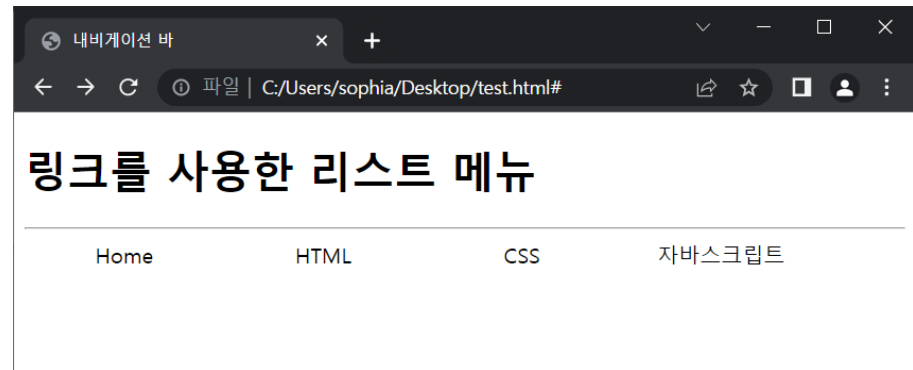 내비게이션 바
파일 | C:/Users/sophia/Desktop/test.html#
링크를 사용한 리스트 메뉴
Home HTML CSS 자바스크립트